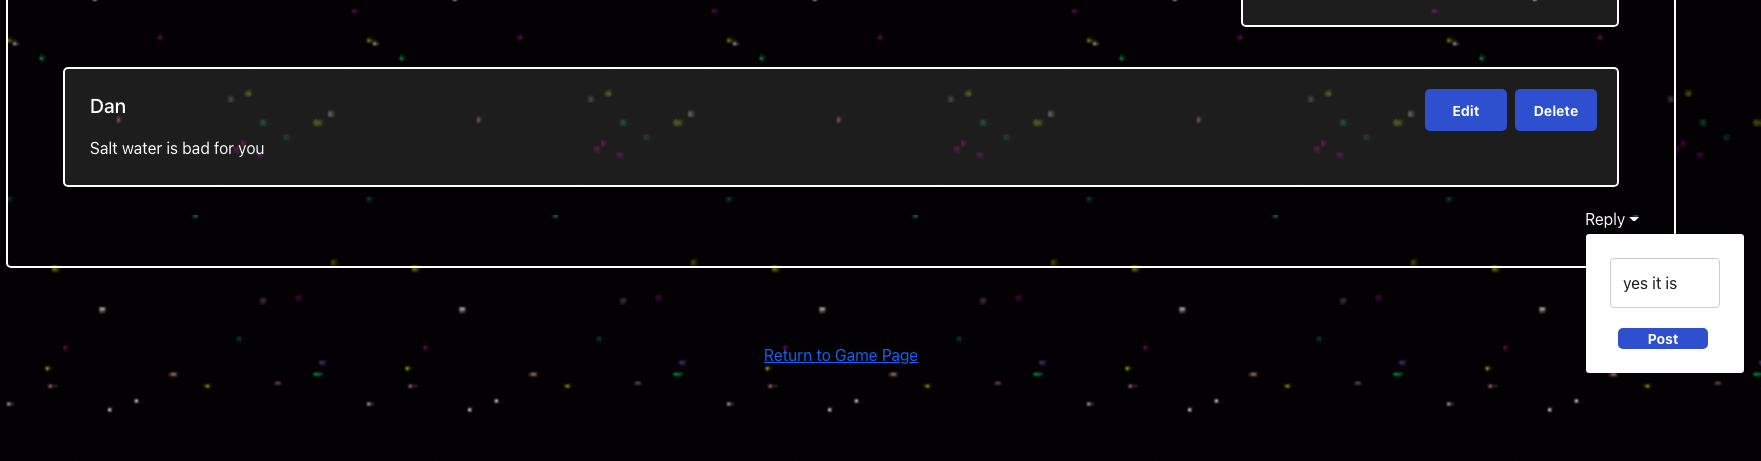 Dan
Edit
Delete
Salt water is bad for you
Reply
yes it is
Post
Return to Game Page